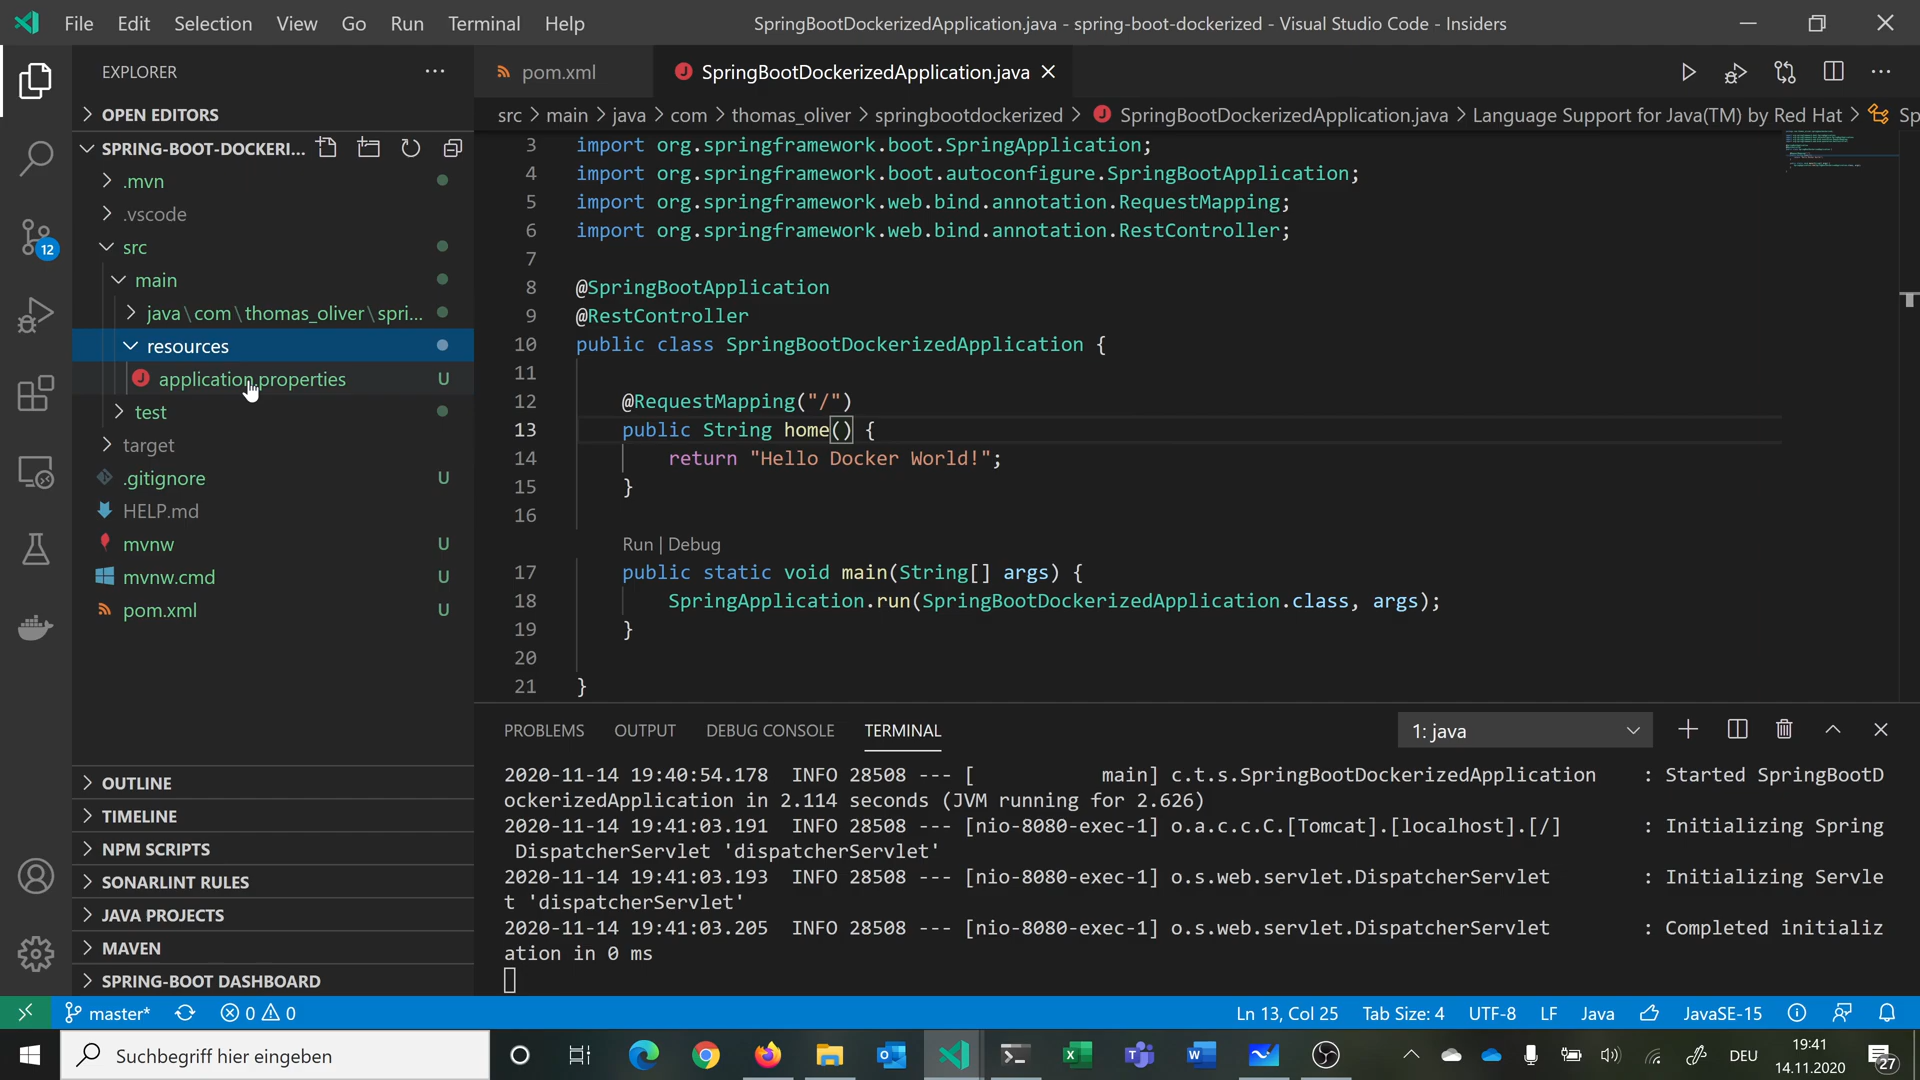 File Edit Selection View Go Run Terminal Help
SpringBootDockerizedApplication.java - spring-boot-dockerized - Visual Studio Code - Insiders
EXPLORER
OPEN EDITORS
SPRING-BOOT-DOCKERI...
.mvn
.vscode
src
main
java\com\thomas_oliver\spri...
resources
application.properties U
test
target
.gitignore U
HELP.md
mvnw U
mvnw.cmd U
pom.xml U
OUTLINE
TIMELINE
NPM SCRIPTS
SONARLINT RULES
JAVA PROJECTS
MAVEN
SPRING-BOOT DASHBOARD
12
pom.xml
SpringBootDockerizedApplication.java
src > main > java > com > thomas_oliver > springbootdockerized > SpringBootDockerizedApplication.java > Language Support for Java(TM) by Red Hat > Sp
3 import org.springframework.boot.SpringApplication;
4 import org.springframework.boot.autoconfigure.SpringBootApplication;
5 import org.springframework.web.bind.annotation.RequestMapping;
6 import org.springframework.web.bind.annotation.RestController;
7
8 @SpringBootApplication
9 @RestController
10 public class SpringBootDockerizedApplication {
11
12 @RequestMapping("/")
13 public String home() {
14 return "Hello Docker World!";
15 }
16
Run | Debug
17 public static void main(String[] args) {
18 SpringApplication.run(SpringBootDockerizedApplication.class, args);
19 }
20
21 }
PROBLEMS OUTPUT DEBUG CONSOLE TERMINAL
1: java
2020-11-14 19:40:54.178 INFO 28508 --- [ main] c.t.s.SpringBootDockerizedApplication : Started SpringBootD
ockerizedApplication in 2.114 seconds (JVM running for 2.626)
2020-11-14 19:41:03.191 INFO 28508 --- [nio-8080-exec-1] o.a.c.c.C.[Tomcat].[localhost].[/] : Initializing Spring
DispatcherServlet 'dispatcherServlet'
2020-11-14 19:41:03.193 INFO 28508 --- [nio-8080-exec-1] o.s.web.servlet.DispatcherServlet : Initializing Servle
t 'dispatcherServlet'
2020-11-14 19:41:03.205 INFO 28508 --- [nio-8080-exec-1] o.s.web.servlet.DispatcherServlet : Completed initializ
ation in 0 ms
master* 0 0
Ln 13, Col 25 Tab Size: 4 UTF-8 LF Java JavaSE-15
Suchbegriff hier eingeben
DEU
19:41
14.11.2020
27